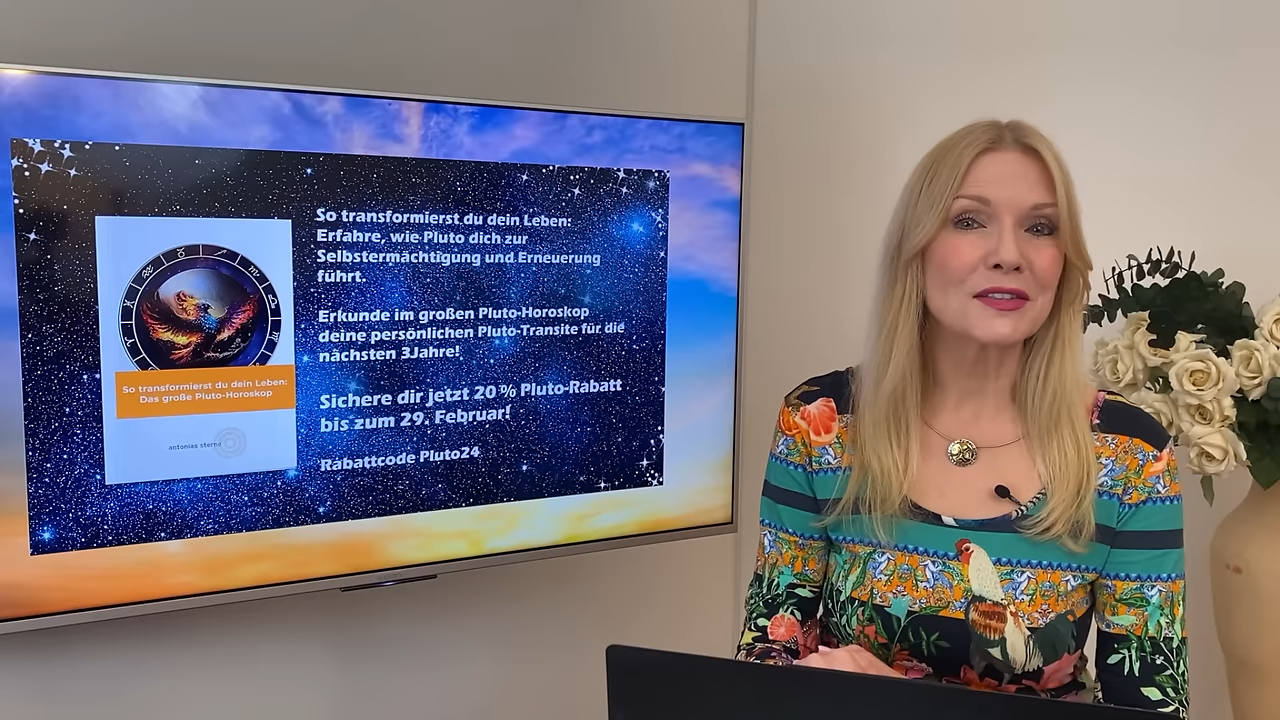 So transformierst du dein Leben:
Erfahre, wie Pluto dich zur
Selbstermächtigung und Erneuerung
führt.
Erkunde im großen Pluto-Horoskop
deine persönlichen Pluto-Transite für die
nächsten 3Jahre!
Sichere dir jetzt 20 % Pluto-Rabatt
bis zum 29. Februar!
Rabattcode Pluto24
So transformierst du dein Leben:
Das große Pluto-Horoskop
antonias sterne